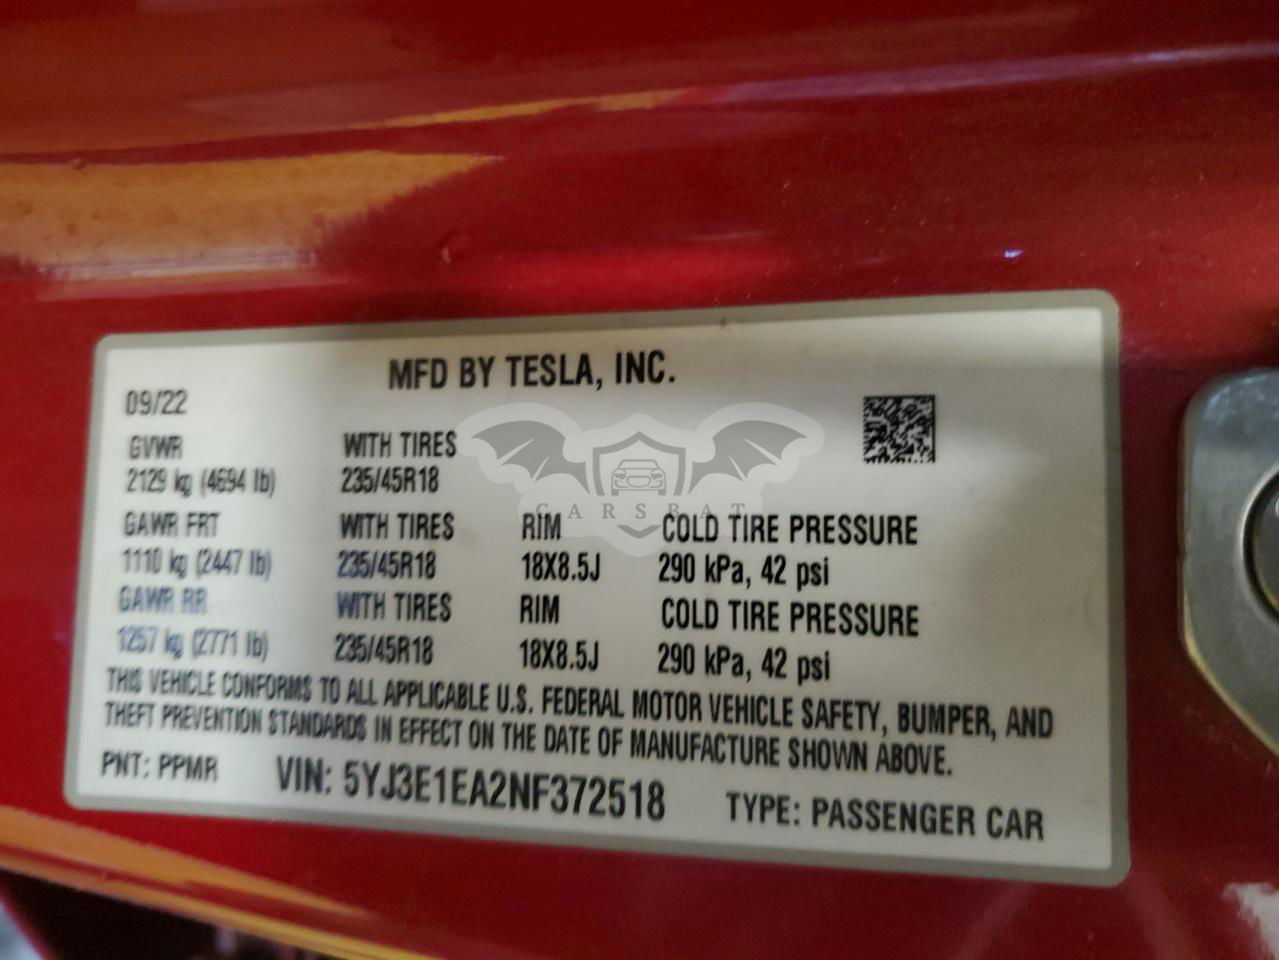 MFD BY TESLA, INC.
09/22
GVWR WITH TIRES
2129 kg (4694 lb) 235/45R18
CARSBAT
GAWR FRT WITH TIRES RIM COLD TIRE PRESSURE
1110 kg (2447 lb) 235/45R18 18X8.5J 290 kPa, 42 psi
GAWR RR WITH TIRES RIM COLD TIRE PRESSURE
1257 kg (2771 lb) 235/45R18 18X8.5J 290 kPa, 42 psi
THIS VEHICLE CONFORMS TO ALL APPLICABLE U.S. FEDERAL MOTOR VEHICLE SAFETY, BUMPER, AND
THEFT PREVENTION STANDARDS IN EFFECT ON THE DATE OF MANUFACTURE SHOWN ABOVE.
PNT: PPMR VIN: 5YJ3E1EA2NF372518 TYPE: PASSENGER CAR